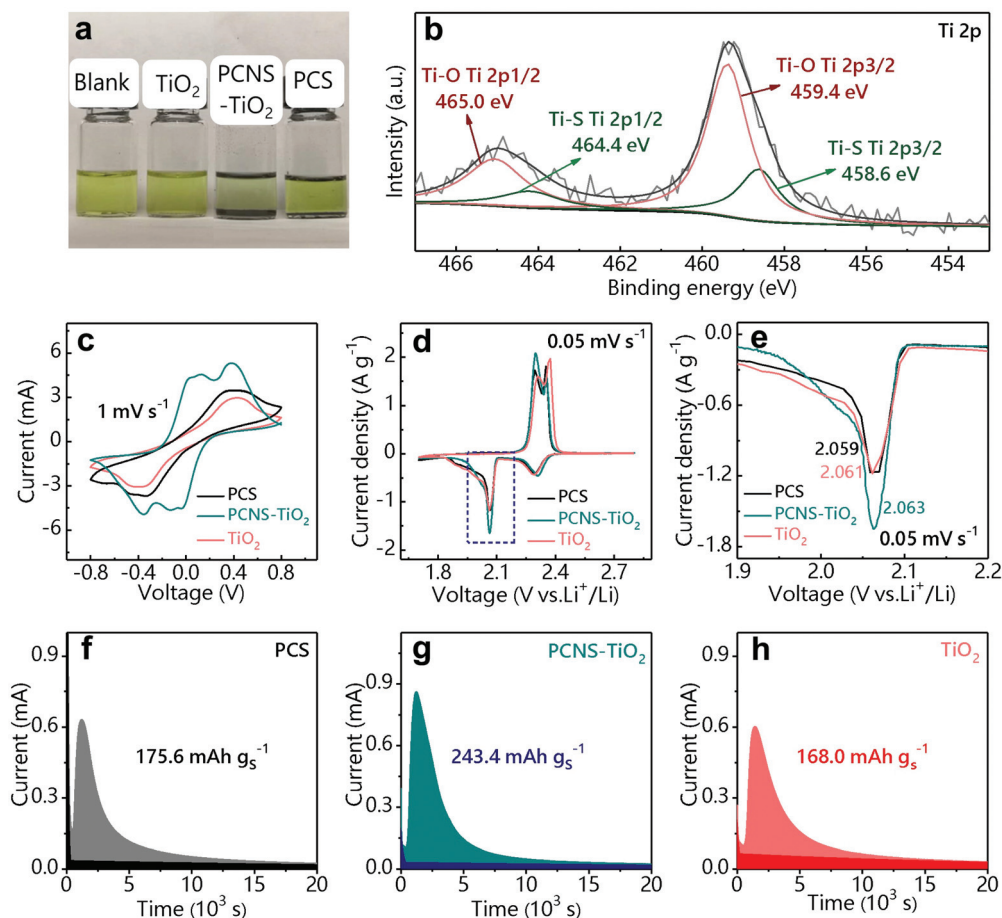 a
Blank
TiO₂
PCNS
-TiO₂
PCS
b
Ti 2p
Ti-O Ti 2p1/2
465.0 eV
Ti-S Ti 2p1/2
464.4 eV
Ti-O Ti 2p3/2
459.4 eV
Ti-S Ti 2p3/2
458.6 eV
Intensity (a.u.)
466 464 462 460 458 456 454
Binding energy (eV)
c
1 mV s⁻¹
6
3
0
-3
-6
Current (mA)
PCS
PCNS-TiO₂
TiO₂
-0.8 -0.4 0.0 0.4 0.8
Voltage (V)
d
0.05 mV s⁻¹
2
1
0
-1
-2
Current density (A g⁻¹)
PCS
PCNS-TiO₂
TiO₂
1.8 2.1 2.4 2.7
Voltage (V vs.Li⁺/Li)
e
0.0
-0.6
-1.2
-1.8
Current density (A g⁻¹)
2.059
2.061
2.063
PCS
PCNS-TiO₂
TiO₂
0.05 mV s⁻¹
1.9 2.0 2.1 2.2
Voltage (V vs.Li⁺/Li)
f
PCS
175.6 mAh gₛ⁻¹
0.9
0.6
0.3
0.0
Current (mA)
0 5 10 15 20
Time (10³ s)
g
PCNS-TiO₂
243.4 mAh gₛ⁻¹
0.9
0.6
0.3
0.0
Current (mA)
0 5 10 15 20
Time (10³ s)
h
TiO₂
168.0 mAh gₛ⁻¹
0.9
0.6
0.3
0.0
Current (mA)
0 5 10 15 20
Time (10³ s)